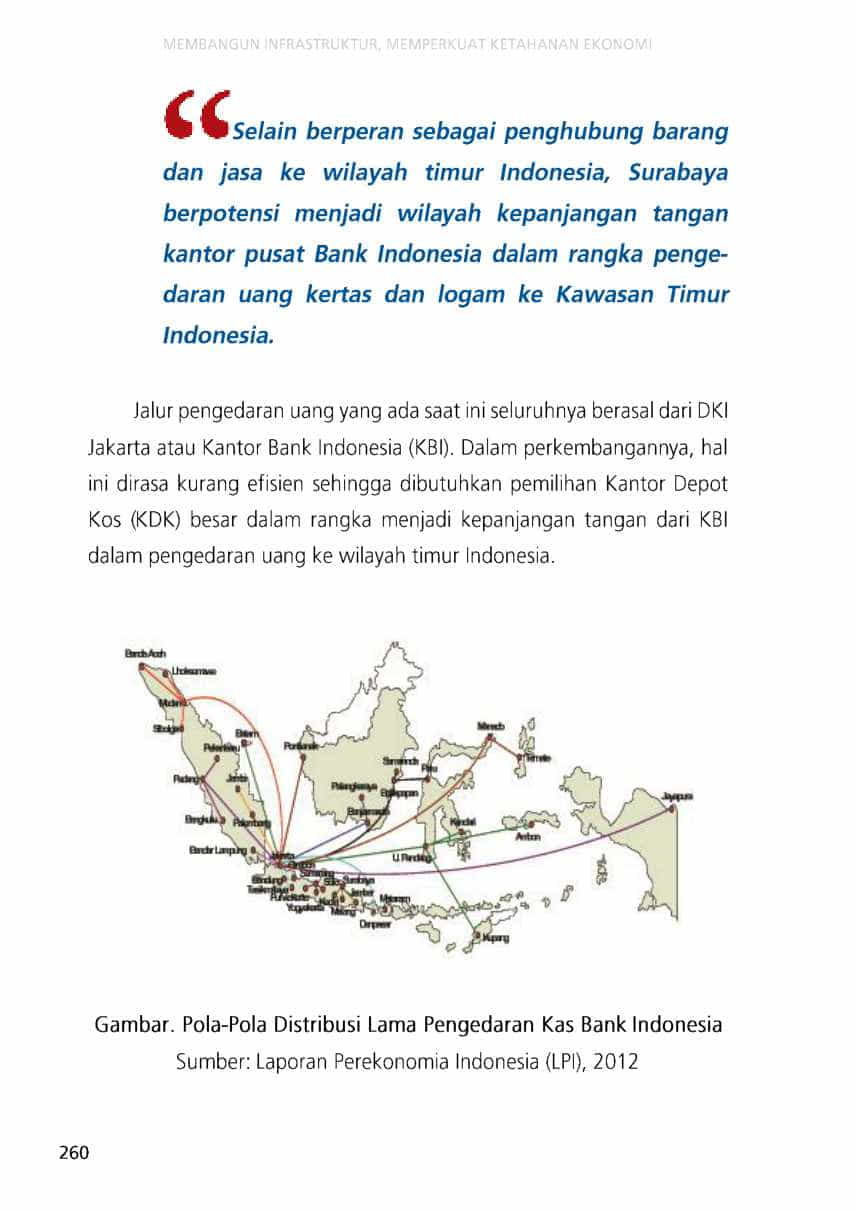 MEMBANGUN INFRASTRUKTUR, MEMPERKUAT KETAHANAN EKONOMI
“Selain berperan sebagai penghubung barang
dan jasa ke wilayah timur Indonesia, Surabaya
berpotensi menjadi wilayah kepanjangan tangan
kantor pusat Bank Indonesia dalam rangka penge-
daran uang kertas dan logam ke Kawasan Timur
Indonesia.
Jalur pengedaran uang yang ada saat ini seluruhnya berasal dari DKI
Jakarta atau Kantor Bank Indonesia (KBI). Dalam perkembangannya, hal
ini dirasa kurang efisien sehingga dibutuhkan pemilihan Kantor Depot
Kos (KDK) besar dalam rangka menjadi kepanjangan tangan dari KBI
dalam pengedaran uang ke wilayah timur Indonesia.
Banda Aceh
Lhokseumawe
Medan
Sibolga
Batam
Pekanbaru
Pontianak
Manado
Ternate
Samarinda
Palu
Padang
Jambi
Palangkaraya
Balikpapan
Jayapura
Bengkulu
Palembang
Banjarmasin
Kendari
Ambon
Bandar Lampung
Jakarta
Cirebon
U. Pandang
Bandung
Semarang
Solo
Surabaya
Tasikmalaya
Purwokerto
Kediri
Jember
Mataram
Yogyakarta
Malang
Denpasar
Kupang
Gambar. Pola-Pola Distribusi Lama Pengedaran Kas Bank Indonesia
Sumber: Laporan Perekonomia Indonesia (LPI), 2012
260